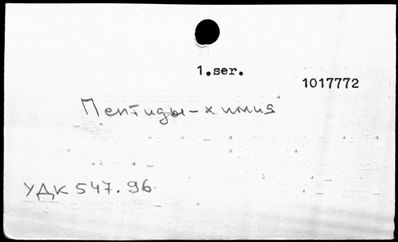 1.ser.
1017772
Пептиды-химия
УДК 547.96